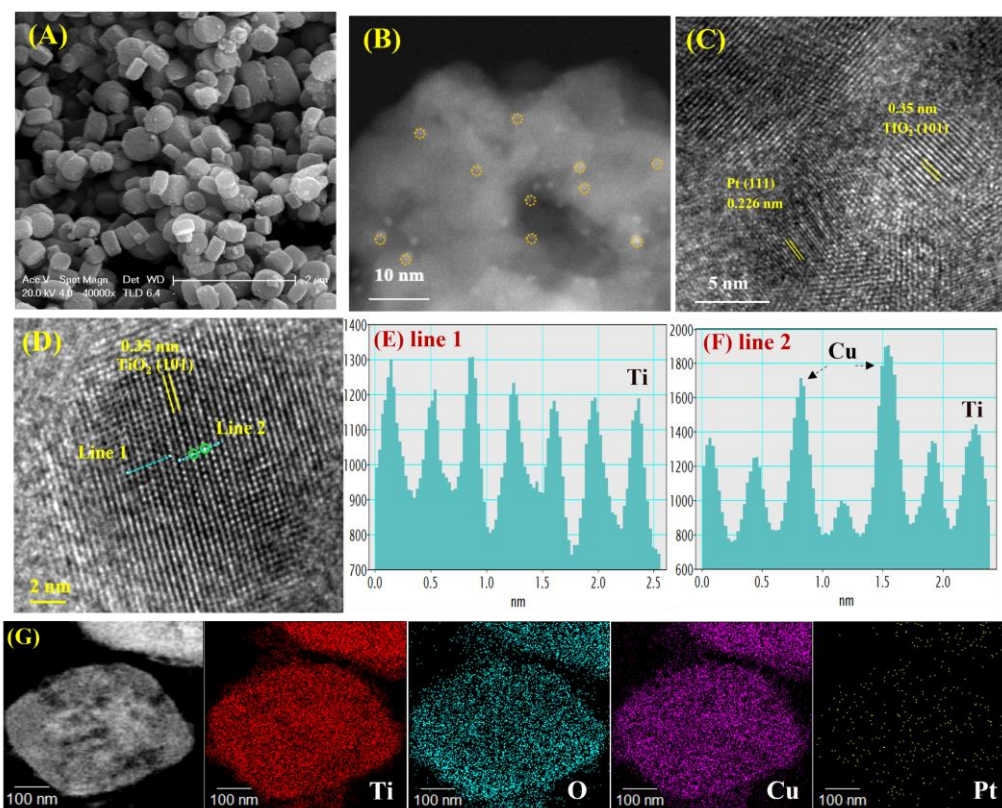 (A)
Acc.V Spot Magn Det WD
20.0 kV 4.0 40000x TLD 6.4
2 µm
(B)
10 nm
(C)
0.35 nm
TiO2 (101)
Pt (111)
0.226 nm
5 nm
(D)
0.35 nm
TiO2 (101)
Line 1
Line 2
2 nm
(E) line 1
Ti
1400
1300
1200
1100
1000
900
800
700
0.0 0.5 1.0 1.5 2.0 2.5
nm
(F) line 2
Cu
Ti
2000
1800
1600
1400
1200
1000
800
600
0.0 0.5 1.0 1.5 2.0
nm
(G)
100 nm
100 nm Ti
100 nm O
100 nm Cu
100 nm Pt